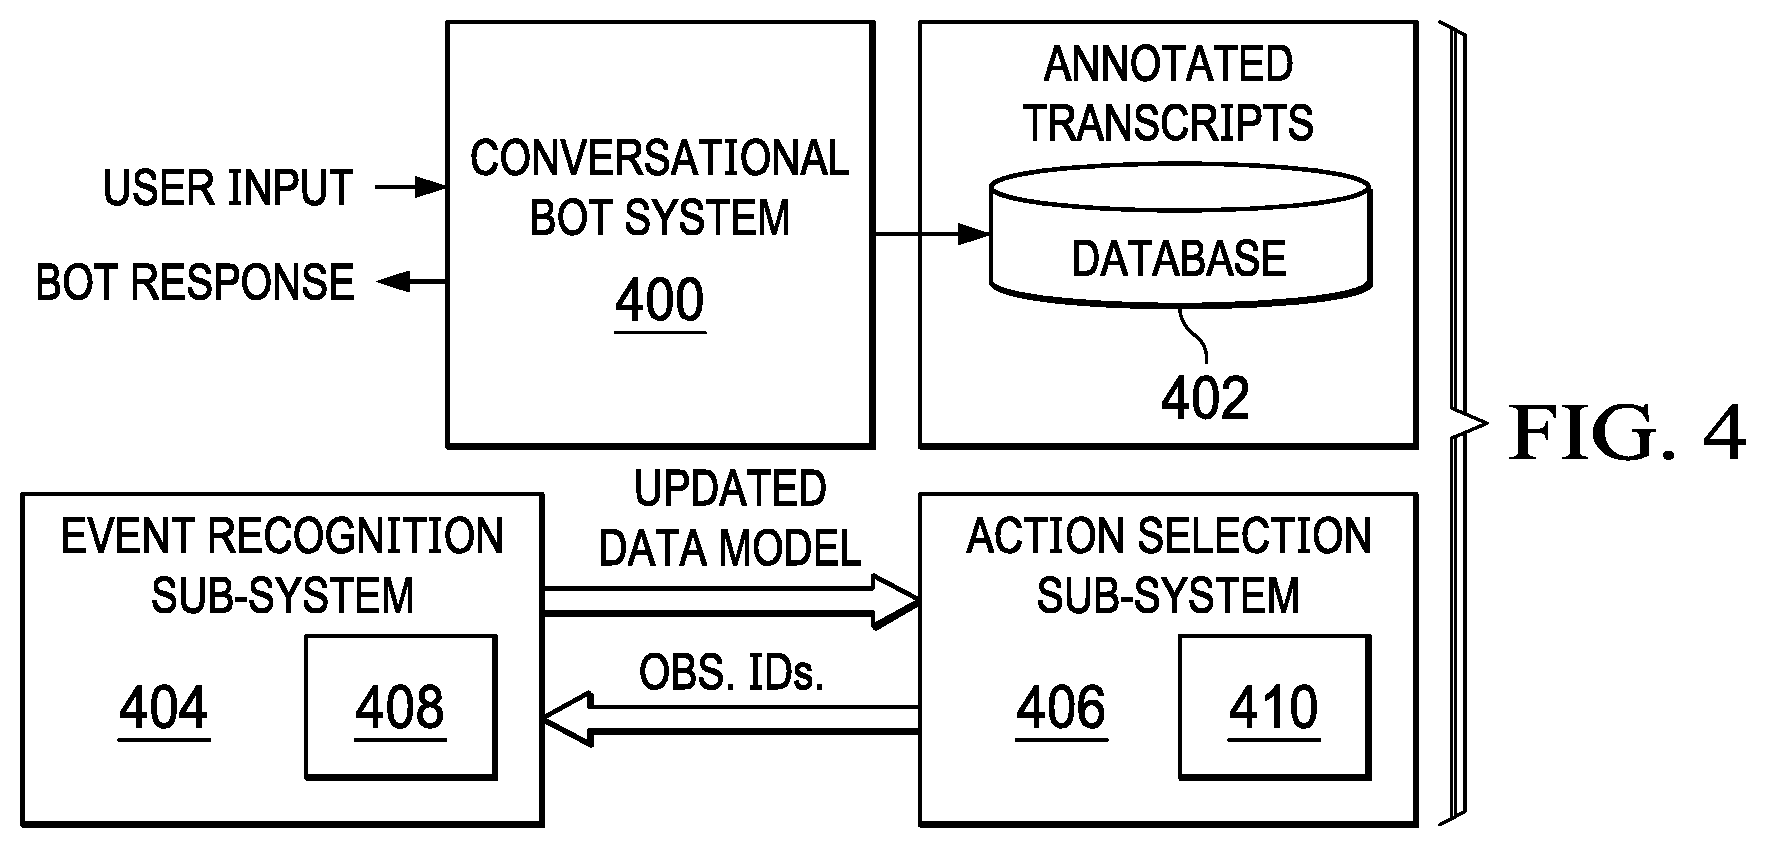 USER INPUT
BOT RESPONSE
CONVERSATIONAL
BOT SYSTEM
400
ANNOTATED
TRANSCRIPTS
DATABASE
402
EVENT RECOGNITION
SUB-SYSTEM
404
408
UPDATED
DATA MODEL
OBS. IDs.
ACTION SELECTION
SUB-SYSTEM
406
410
FIG. 4